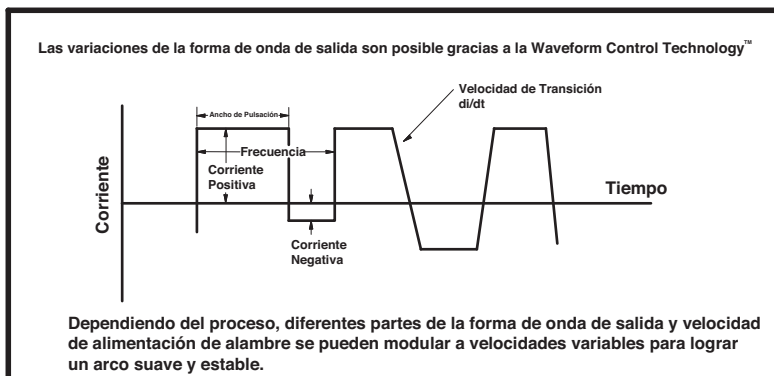 Las variaciones de la forma de onda de salida son posible gracias a la Waveform Control Technology™
Velocidad de Transición
di/dt
Ancho de Pulsación
Frecuencia
Corriente
Positiva
Tiempo
Corriente
Corriente
Negativa
Dependiendo del proceso, diferentes partes de la forma de onda de salida y velocidad
de alimentación de alambre se pueden modular a velocidades variables para lograr
un arco suave y estable.